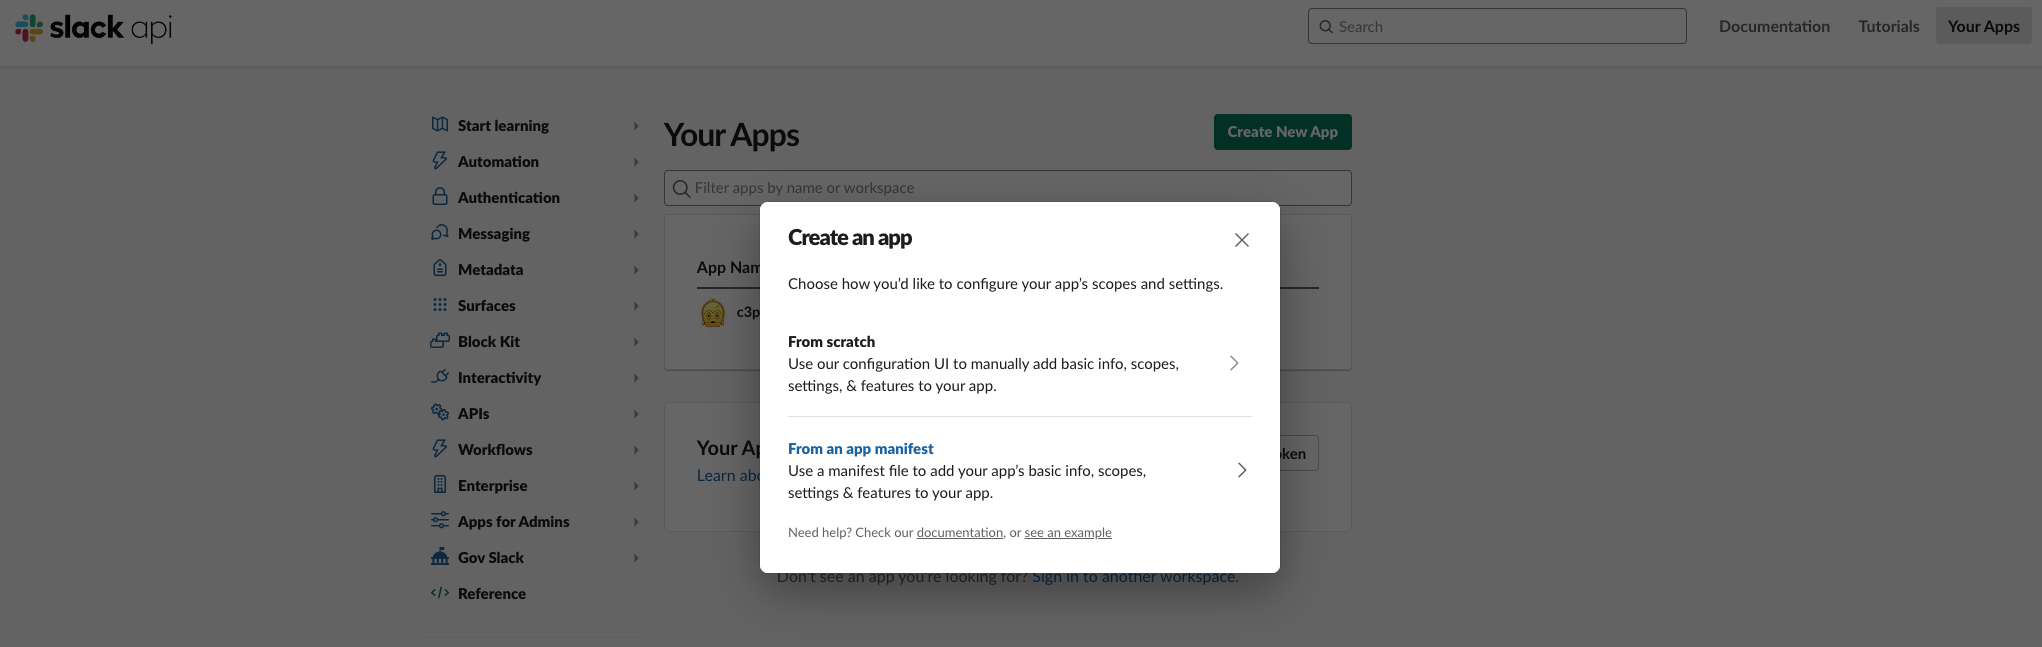 slack api
Search
Documentation
Tutorials
Your Apps
Start learning
Automation
Authentication
Messaging
Metadata
Surfaces
Block Kit
Interactivity
APIs
Workflows
Enterprise
Apps for Admins
Gov Slack
Reference
Your Apps
Create New App
Filter apps by name or workspace
App Nam
c3p
Your Ap
Learn abo
oken
Create an app
Choose how you’d like to configure your app’s scopes and settings.
From scratch
Use our configuration UI to manually add basic info, scopes,
settings, & features to your app.
From an app manifest
Use a manifest file to add your app’s basic info, scopes,
settings & features to your app.
Need help? Check our documentation, or see an example
Don't see an app you're looking for? Sign in to another workspace.